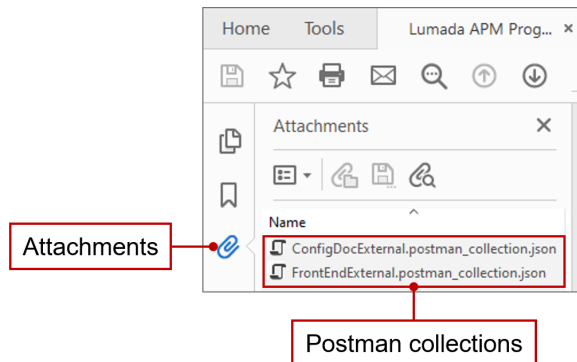 Home Tools Lumada APM Prog... ×
Attachments ×
Name
ConfigDocExternal.postman_collection.json
FrontEndExternal.postman_collection.json
Attachments
Postman collections